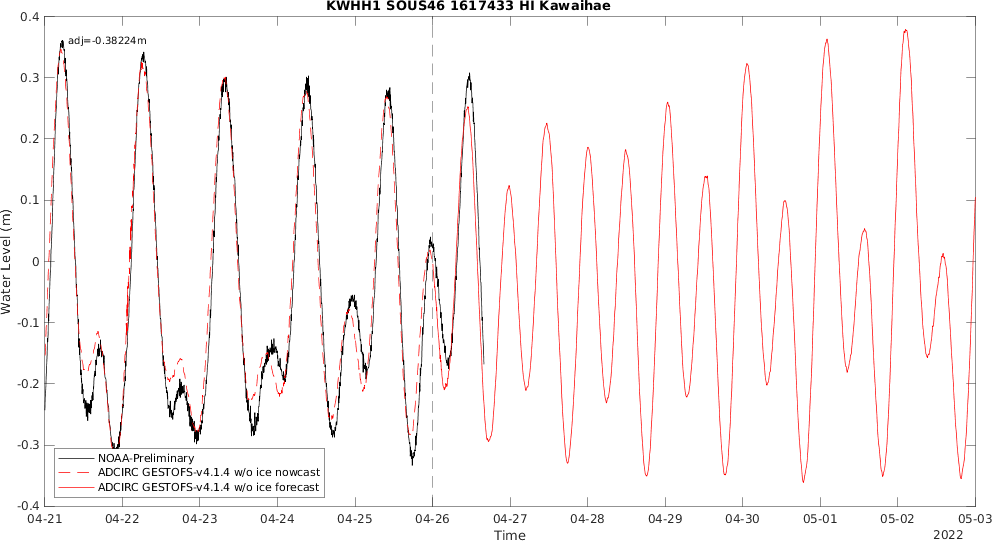 KWHH1 SOUS46 1617433 HI Kawaihae
adj=-0.38224m
Water Level (m)
0.4
0.3
0.2
0.1
0
-0.1
-0.2
-0.3
-0.4
NOAA-Preliminary
ADCIRC GESTOFS-v4.1.4 w/o ice nowcast
ADCIRC GESTOFS-v4.1.4 w/o ice forecast
04-21 04-22 04-23 04-24 04-25 04-26 04-27 04-28 04-29 04-30 05-01 05-02 05-03
Time
2022